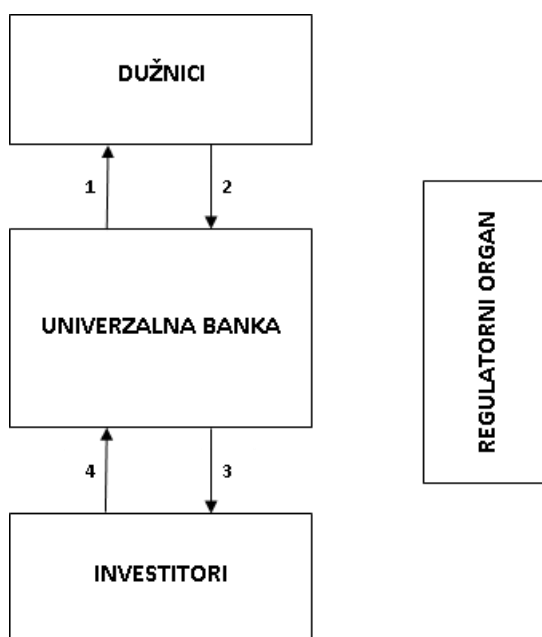 DUŽNICI
1
2
UNIVERZALNA BANKA
REGULATORNI ORGAN
4
3
INVESTITORI